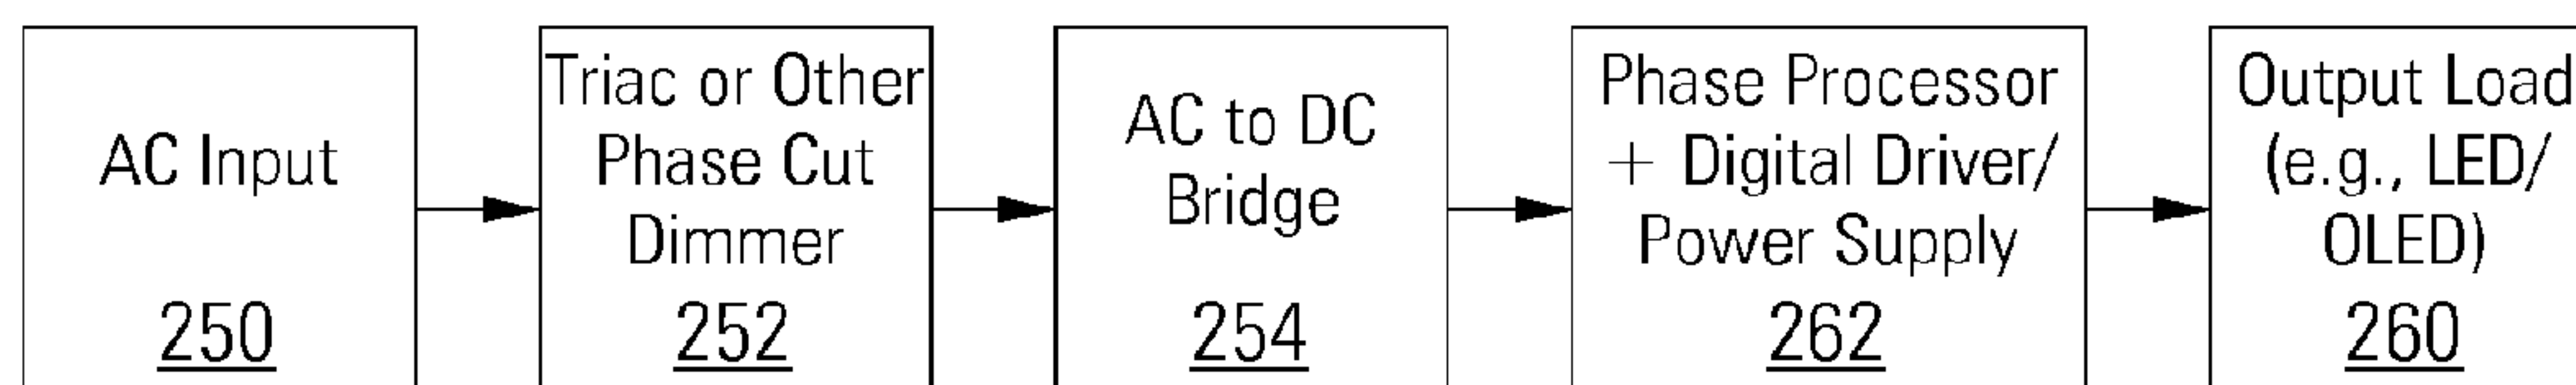 AC Input
250
Triac or Other
Phase Cut
Dimmer
252
AC to DC
Bridge
254
Phase Processor
+ Digital Driver/
Power Supply
262
Output Load
(e.g., LED/
OLED)
260